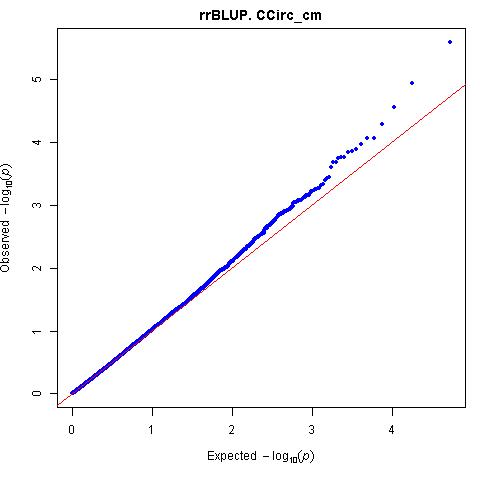 rrBLUP. CCirc_cm
Observed −log10(p)
5
4
3
2
1
0
0 1 2 3 4
Expected −log10(p)